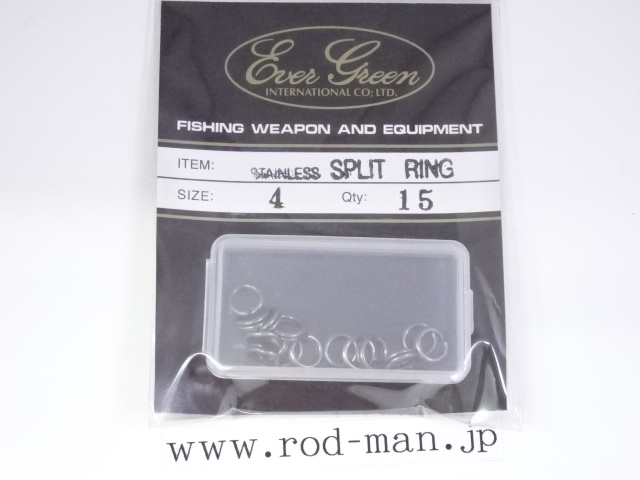 Ever Green
INTERNATIONAL CO; LTD.
FISHING WEAPON AND EQUIPMENT
ITEM: STAINLESS SPLIT RING
SIZE: 4 Qty: 15
www.rod-man.jp